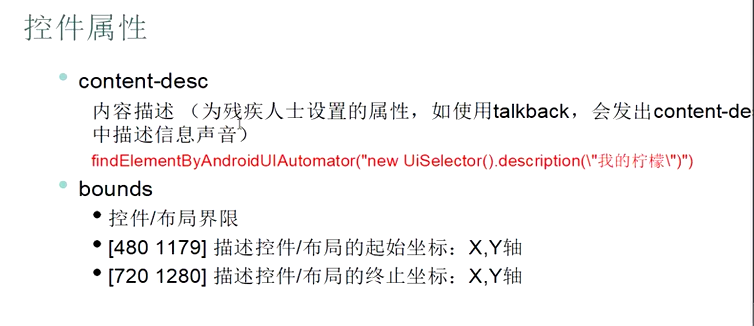 控件属性
content-desc
内容描述 （为残疾人士设置的属性，如使用talkback，会发出content-de
中描述信息声音）
findElementByAndroidUIAutomator("new UiSelector().description(\"我的柠檬\")")
bounds
控件/布局界限
[480 1179] 描述控件/布局的起始坐标：X,Y轴
[720 1280] 描述控件/布局的终止坐标：X,Y轴